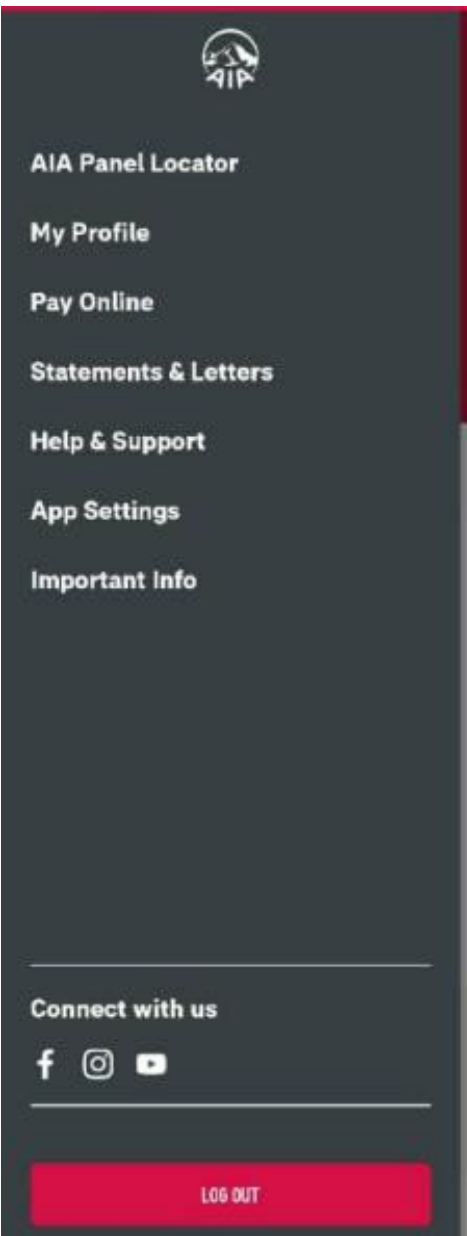 AIA
AIA Panel Locator
My Profile
Pay Online
Statements & Letters
Help & Support
App Settings
Important Info
Connect with us
LOG OUT